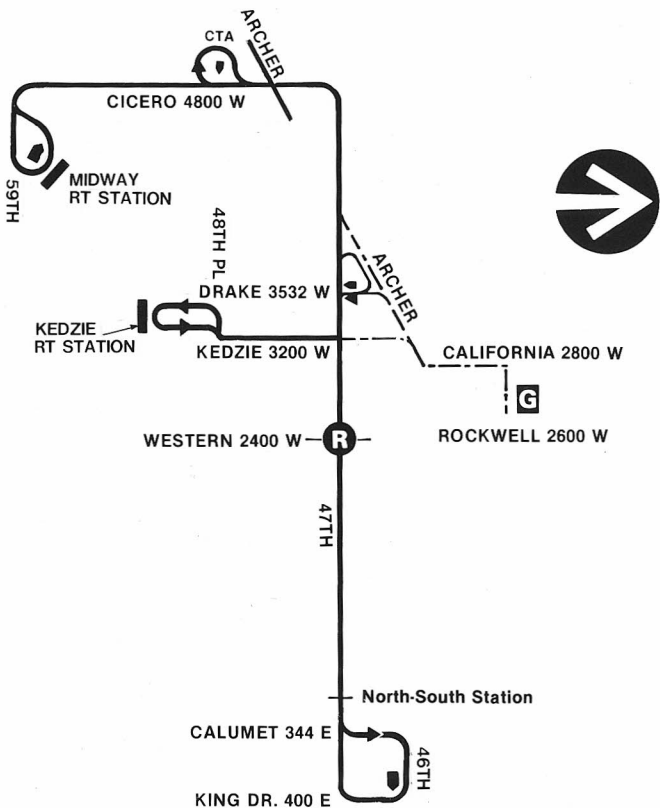 CTA
ARCHER
CICERO 4800 W
MIDWAY
RT STATION
59TH
48TH PL
DRAKE 3532 W
ARCHER
KEDZIE
RT STATION
KEDZIE 3200 W
CALIFORNIA 2800 W
G
WESTERN 2400 W
R
ROCKWELL 2600 W
47TH
North-South Station
CALUMET 344 E
46TH
KING DR. 400 E